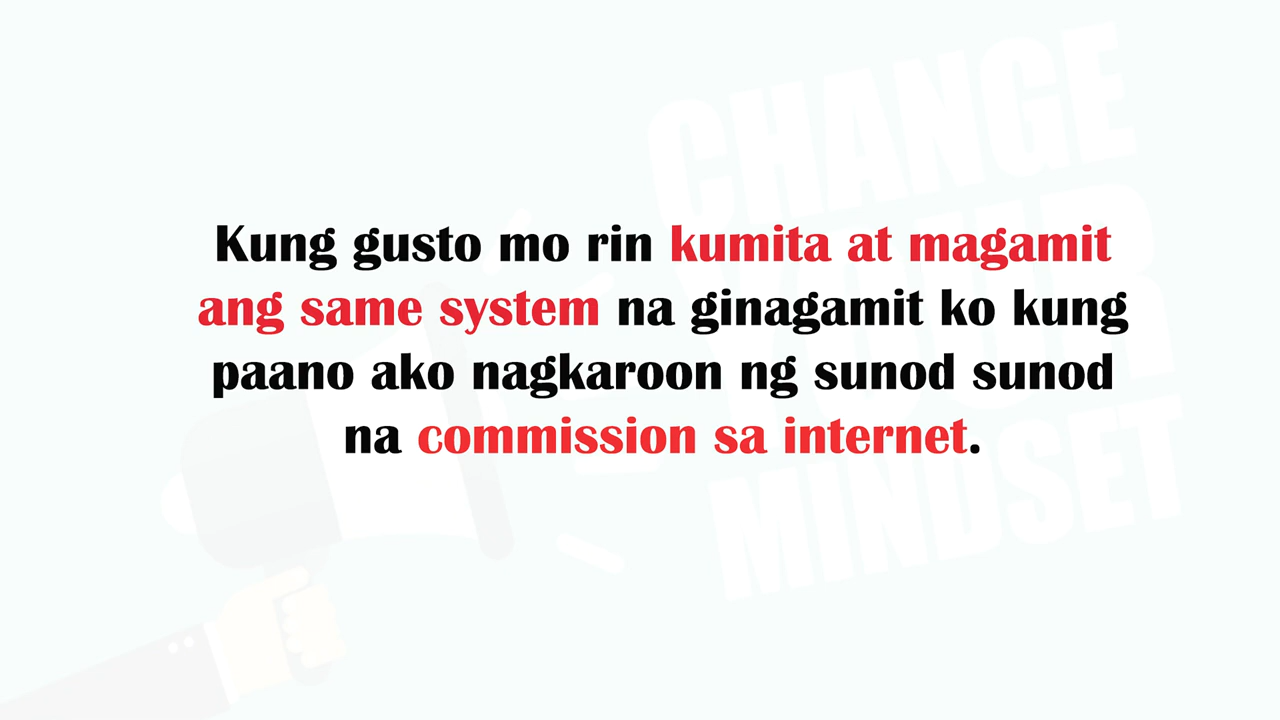 CHANGE
YOUR
MINDSET
Kung gusto mo rin kumita at magamit
ang same system na ginagamit ko kung
paano ako nagkaroon ng sunod sunod
na commission sa internet.